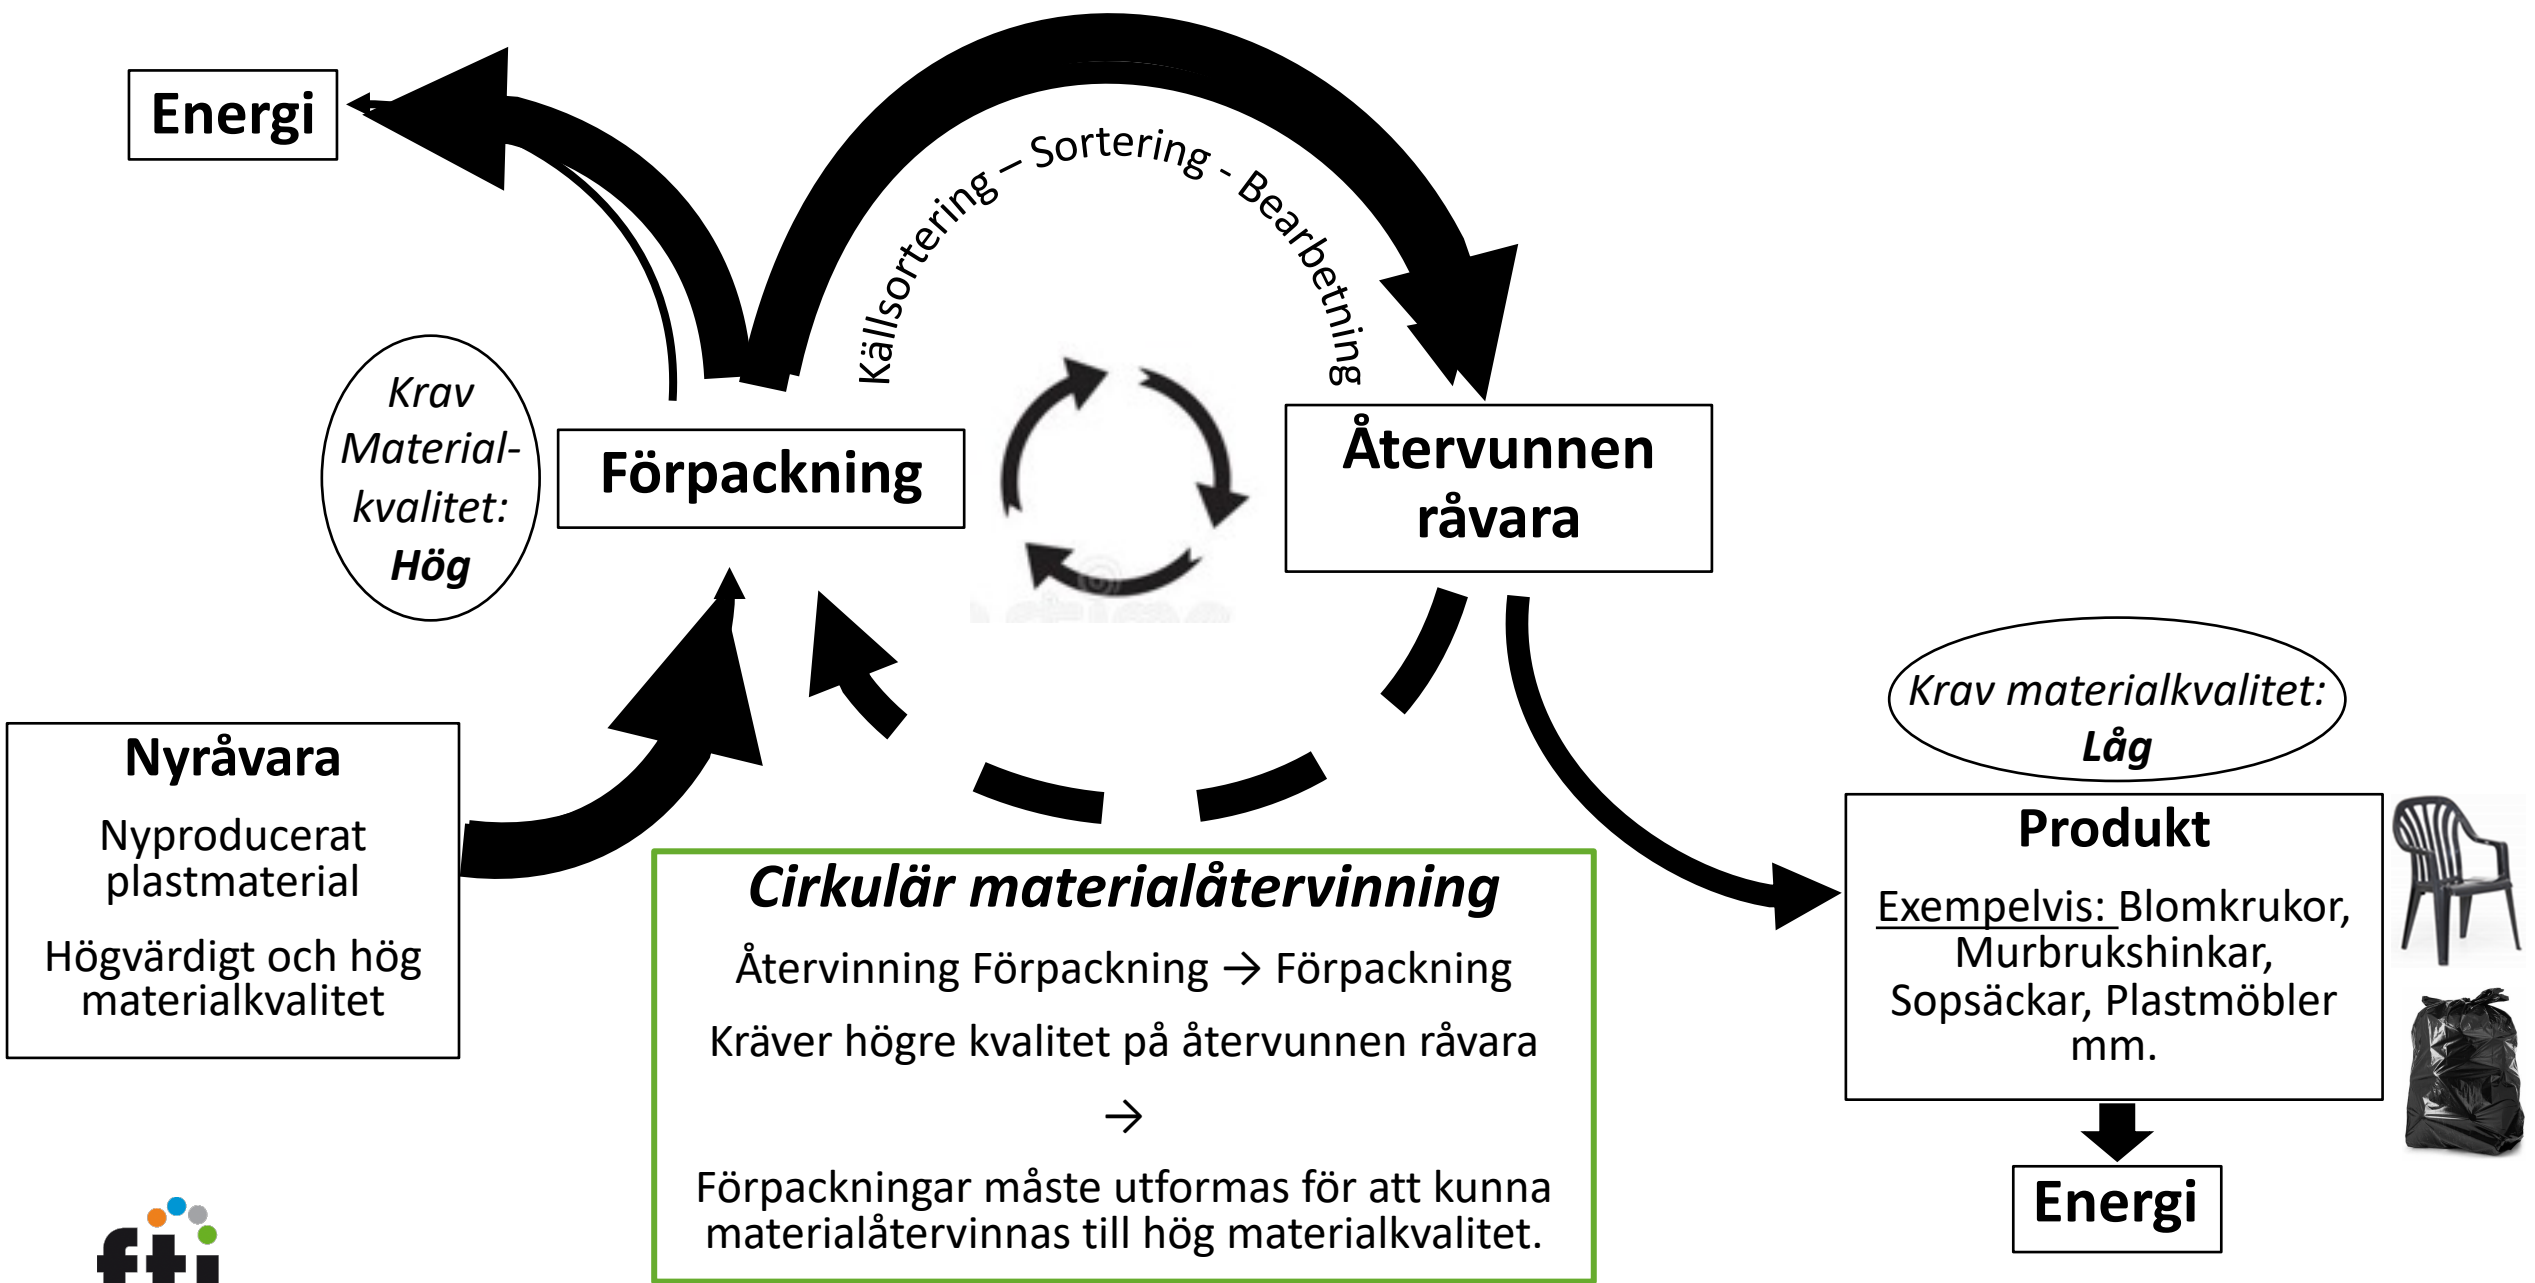 Energi
Källsortering – Sortering - Bearbetning
Krav
Material-
kvalitet:
Hög
Förpackning
Återvunnen
råvara
Nyråvara
Nyproducerat
plastmaterial
Högvärdigt och hög
materialkvalitet
Cirkulär materialåtervinning
Återvinning Förpackning → Förpackning
Kräver högre kvalitet på återvunnen råvara
→
Förpackningar måste utformas för att kunna
materialåtervinnas till hög materialkvalitet.
Krav materialkvalitet:
Låg
Produkt
Exempelvis: Blomkrukor,
Murbrukshinkar,
Sopsäckar, Plastmöbler
mm.
Energi
fti